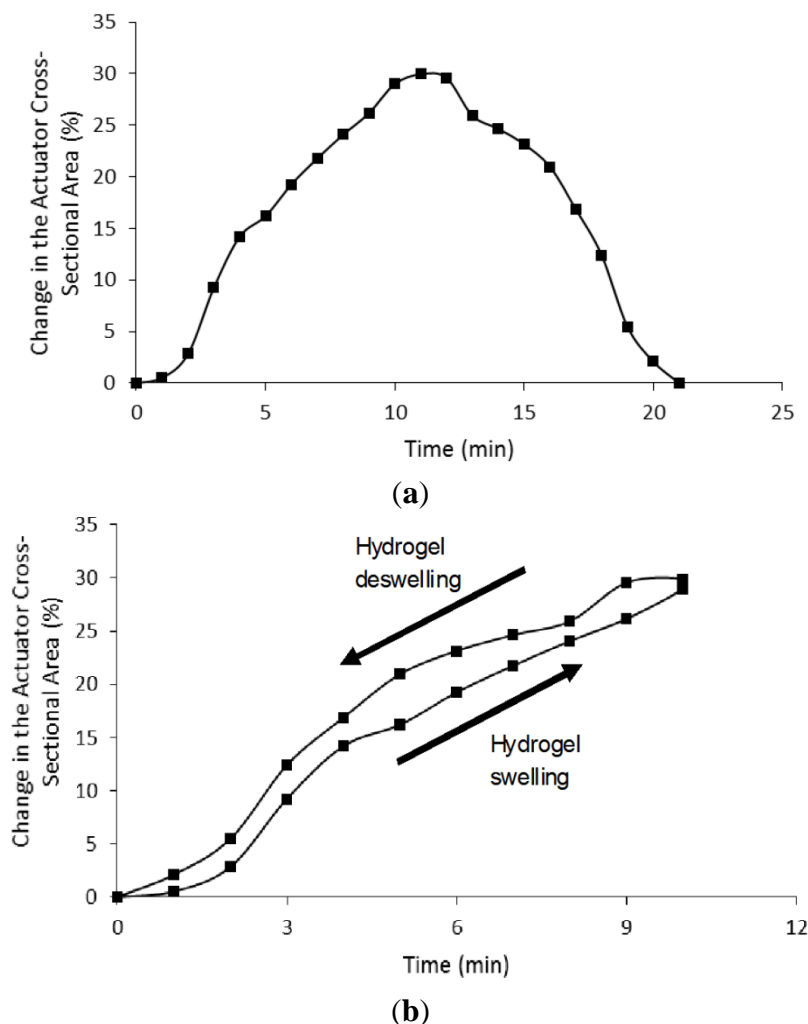 35
30
25
20
15
10
5
0
Change in the Actuator Cross-
Sectional Area (%)
0 5 10 15 20 25
Time (min)
(a)
35
30
25
20
15
10
5
0
Change in the Actuator Cross-
Sectional Area (%)
Hydrogel
deswelling
Hydrogel
swelling
0 3 6 9 12
Time (min)
(b)